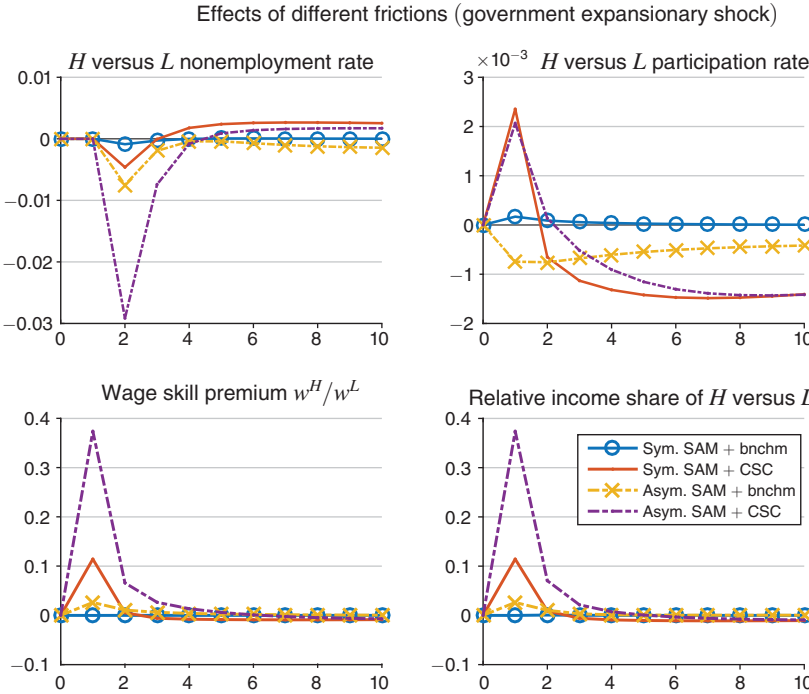 Effects of different frictions (government expansionary shock)
H versus L nonemployment rate
0.01
0
−0.01
−0.02
−0.03
0 2 4 6 8 10
×10⁻³ H versus L participation rate
3
2
1
0
−1
−2
0 2 4 6 8 10
Wage skill premium wᴴ/wᴸ
0.4
0.3
0.2
0.1
0
−0.1
0 2 4 6 8 10
Relative income share of H versus L
0.4
0.3
0.2
0.1
0
−0.1
0 2 4 6 8 10
Sym. SAM + bnchm
Sym. SAM + CSC
Asym. SAM + bnchm
Asym. SAM + CSC